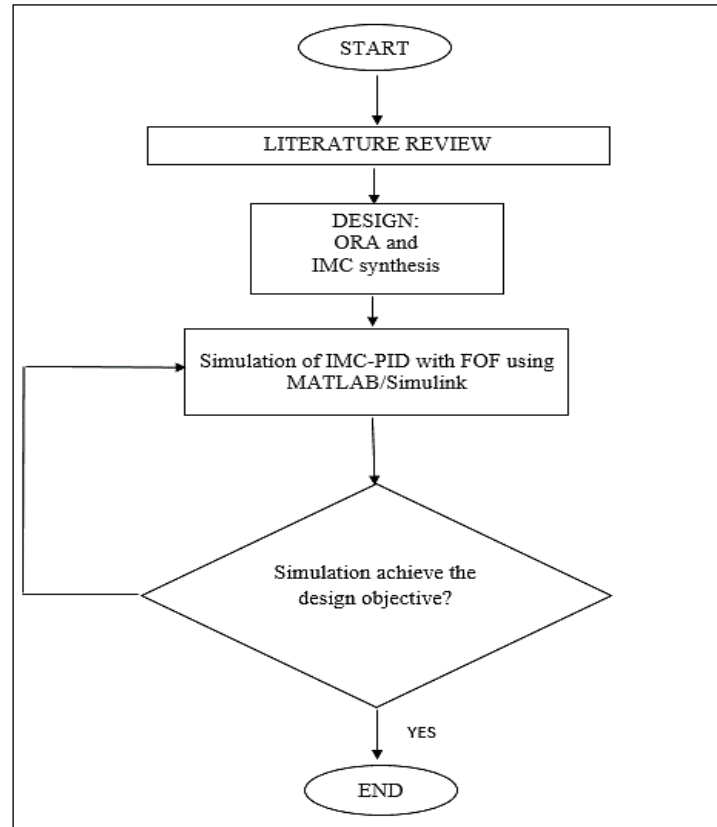 START
LITERATURE REVIEW
DESIGN:
ORA and
IMC synthesis
Simulation of IMC-PID with FOF using
MATLAB/Simulink
Simulation achieve the
design objective?
YES
END